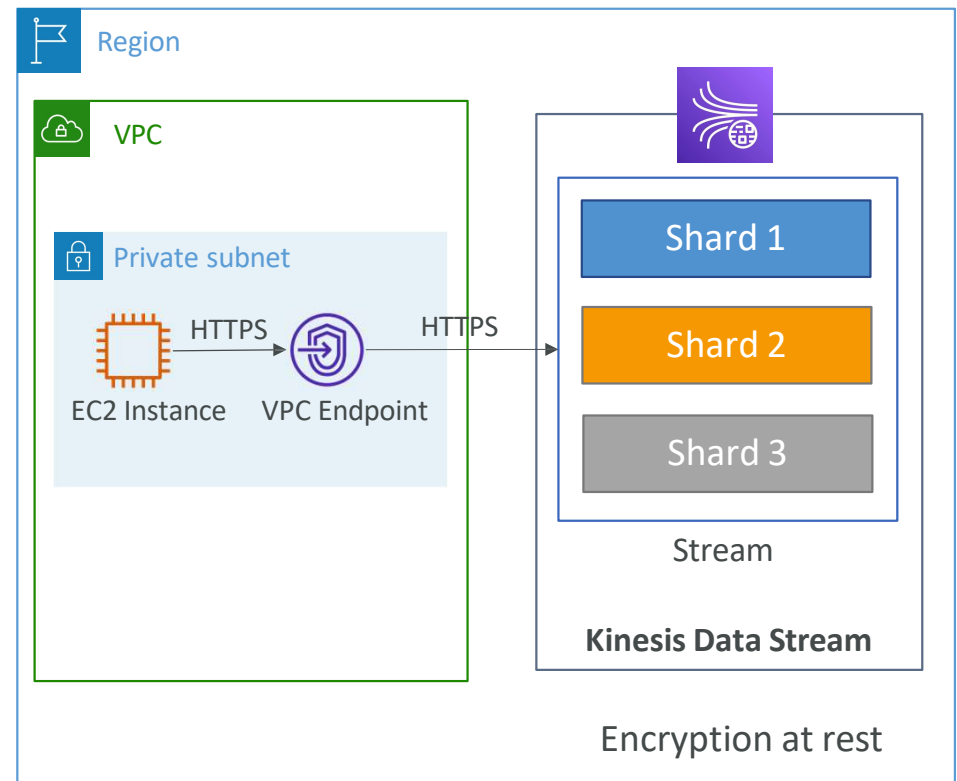 Region
VPC
Private subnet
HTTPS
HTTPS
EC2 Instance
VPC Endpoint
Shard 1
Shard 2
Shard 3
Stream
Kinesis Data Stream
Encryption at rest